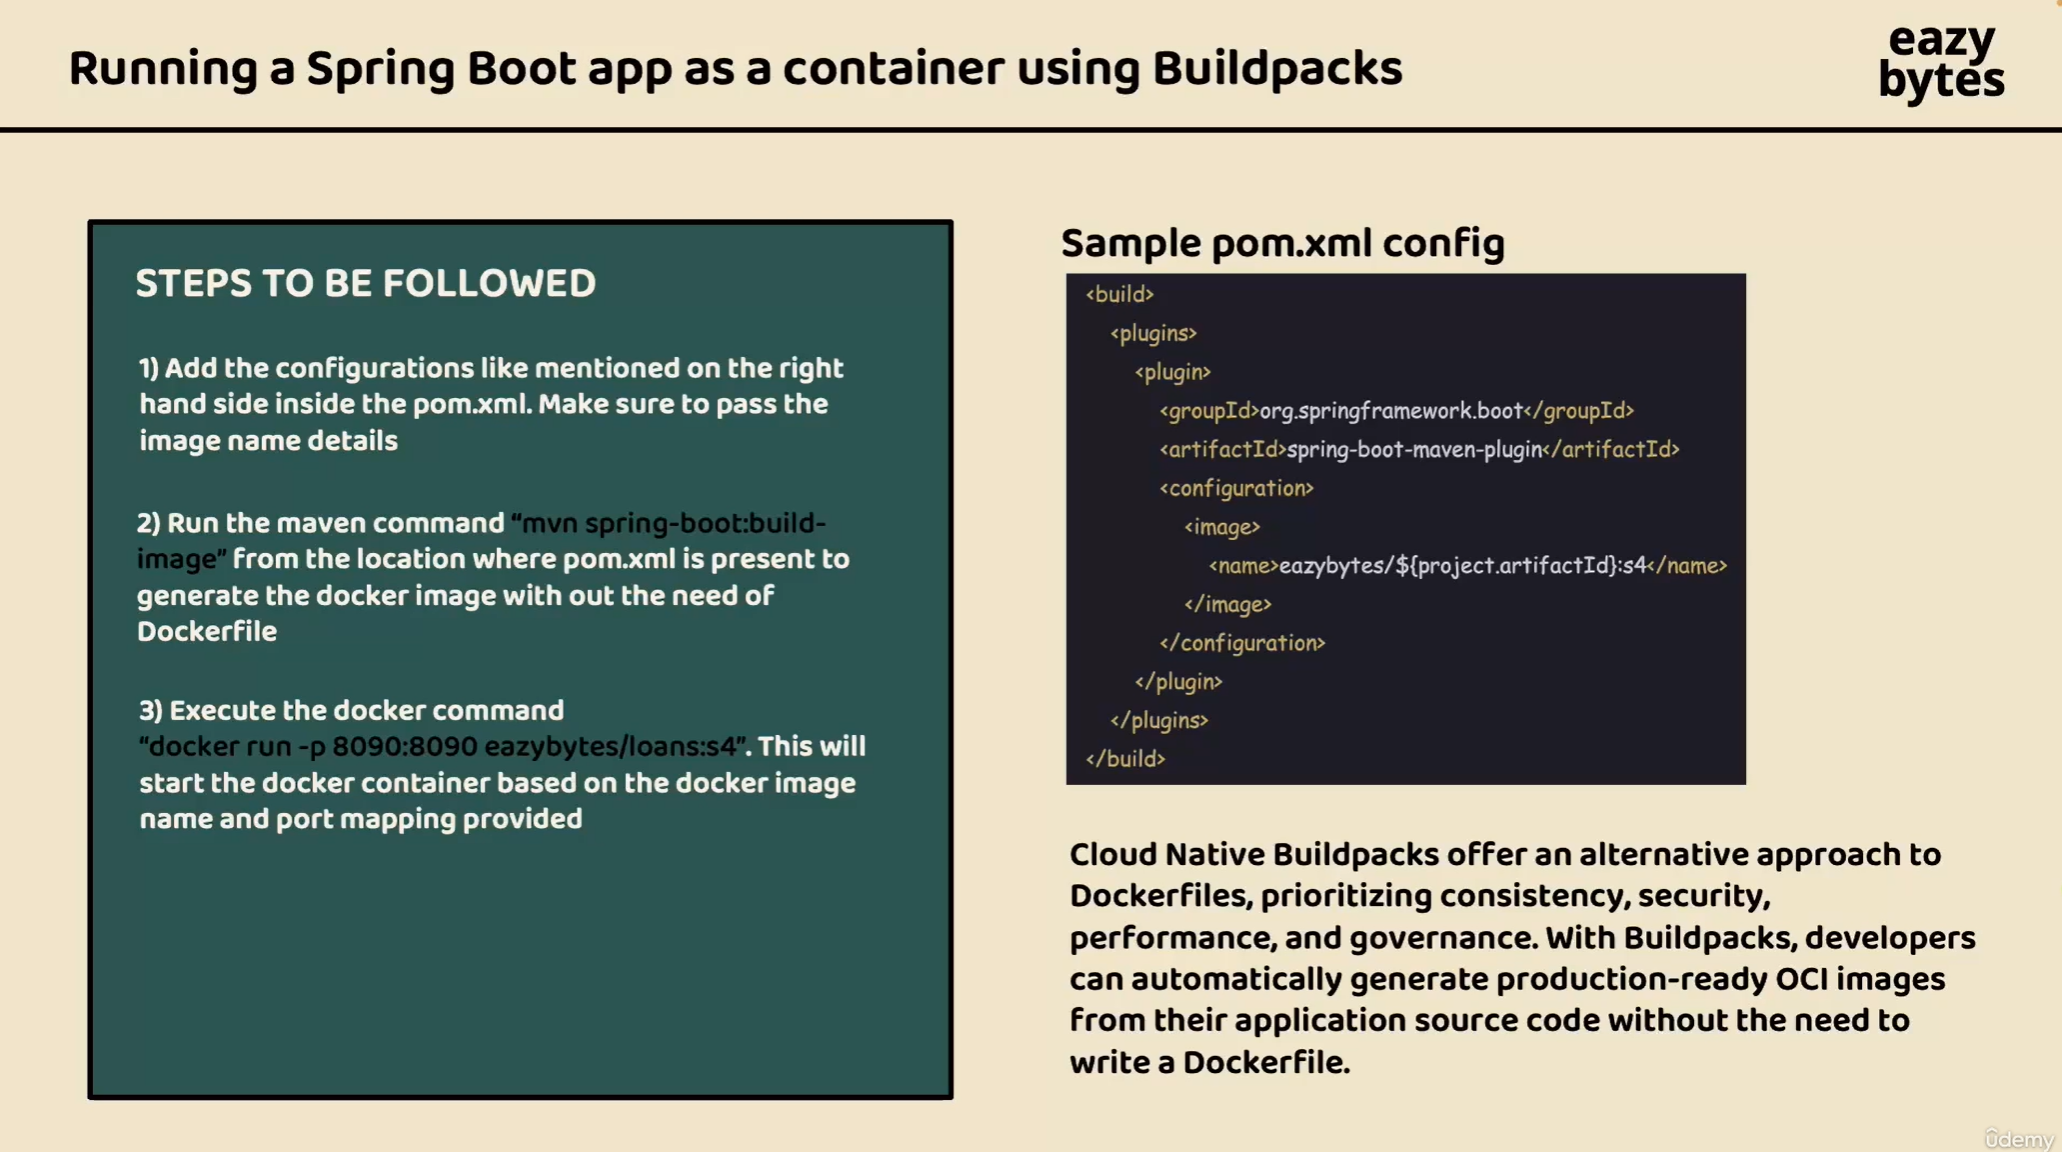 Running a Spring Boot app as a container using Buildpacks
eazy
bytes
STEPS TO BE FOLLOWED
1) Add the configurations like mentioned on the right
hand side inside the pom.xml. Make sure to pass the
image name details
2) Run the maven command “mvn spring-boot:build-
image” from the location where pom.xml is present to
generate the docker image with out the need of
Dockerfile
3) Execute the docker command
“docker run -p 8090:8090 eazybytes/loans:s4”. This will
start the docker container based on the docker image
name and port mapping provided
Sample pom.xml config
<build>
<plugins>
<plugin>
<groupId>org.springframework.boot</groupId>
<artifactId>spring-boot-maven-plugin</artifactId>
<configuration>
<image>
<name>eazybytes/${project.artifactId}:s4</name>
</image>
</configuration>
</plugin>
</plugins>
</build>
Cloud Native Buildpacks offer an alternative approach to
Dockerfiles, prioritizing consistency, security,
performance, and governance. With Buildpacks, developers
can automatically generate production-ready OCI images
from their application source code without the need to
write a Dockerfile.
ûdemy